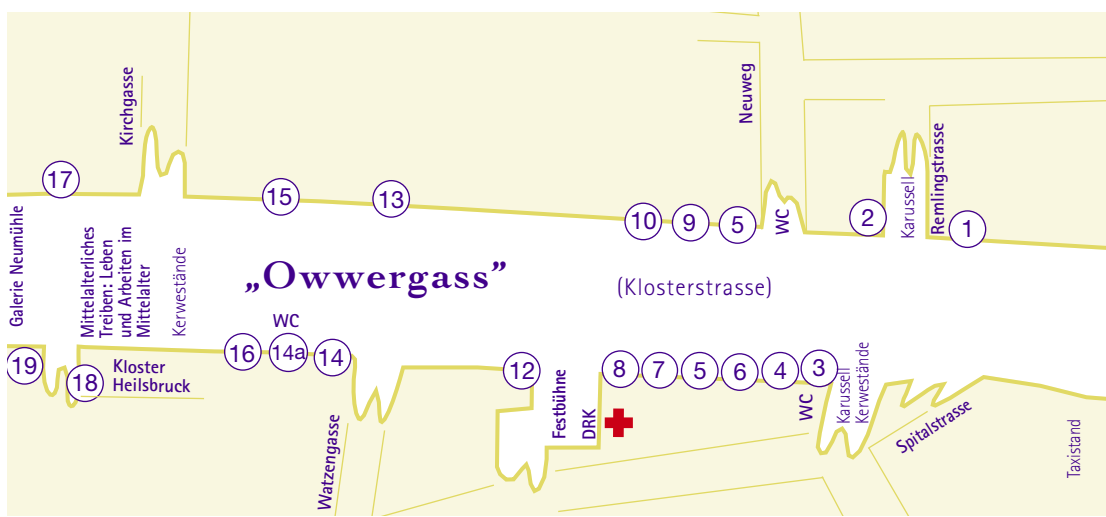 Kirchgasse
Neuweg
Remlingstrasse
Karussell
WC
17
15
13
10
9
5
2
1
Galerie Neumühle
Mittelalterliches
Treiben: Leben
und Arbeiten im
Mittelalter
Kerwestände
„Owwergass”
(Klosterstrasse)
WC
19
18
Kloster
Heilsbruck
16
14a
14
12
8
7
5
6
4
3
Watzengasse
Festbühne
DRK
WC
Karussell
Kerwestände
Spitalstrasse
Taxistand